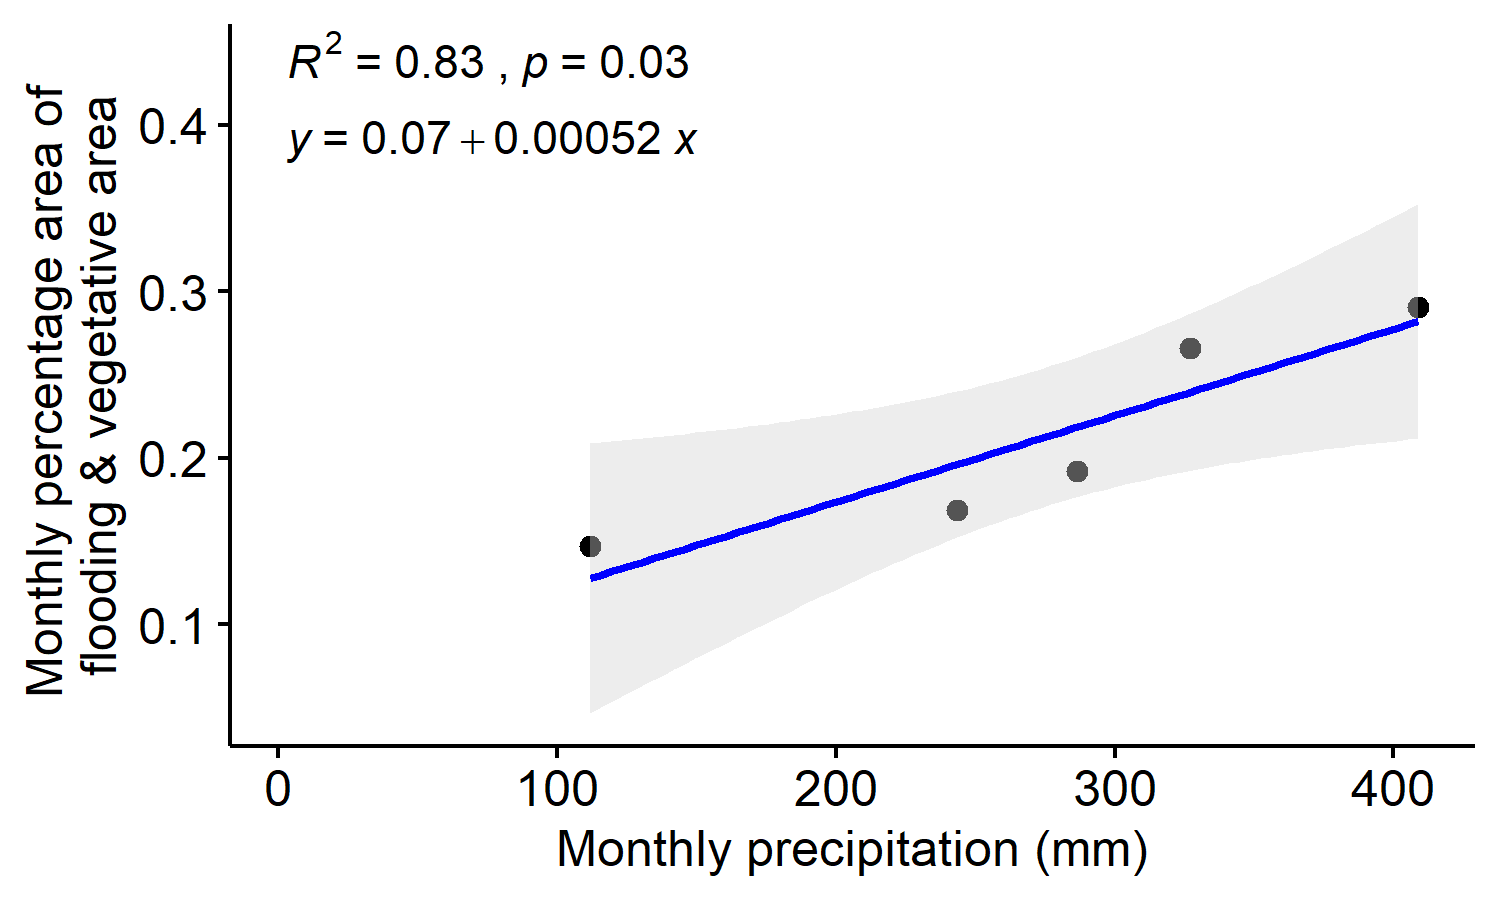 R² = 0.83 , p = 0.03
y = 0.07 + 0.00052 x
Monthly percentage area of
flooding & vegetative area
0.4
0.3
0.2
0.1
0 100 200 300 400
Monthly precipitation (mm)